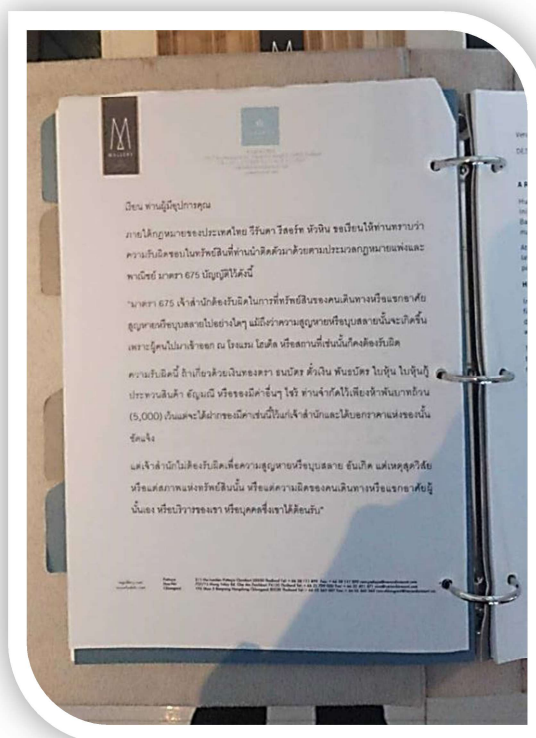 M
MGALLERY
เรียน ท่านผู้มีอุปการคุณ
ภายใต้กฎหมายของประเทศไทย วีรันดา รีสอร์ท หัวหิน ขอเรียนให้ท่านทราบว่า
ความรับผิดชอบในทรัพย์สินที่ท่านนำติดตัวมาด้วยตามประมวลกฎหมายแพ่งและ
พาณิชย์ มาตรา 675 บัญญัติไว้ดังนี้
"มาตรา 675 เจ้าสำนักต้องรับผิดในการที่ทรัพย์สินของคนเดินทางหรือแขกอาศัย
สูญหายหรือบุบสลายไปอย่างใดๆ แม้ถึงว่าความสูญหายหรือบุบสลายนั้นจะเกิดขึ้น
เพราะผู้คนไปมาเข้าออก ณ โรงแรม โฮเต็ล หรือสถานที่เช่นนั้นก็คงต้องรับผิด
ความรับผิดนี้ ถ้าเกี่ยวด้วยเงินทองตรา ธนบัตร ตั๋วเงิน พันธบัตร ใบหุ้น ใบหุ้นกู้
ประทวนสินค้า อัญมณี หรือของมีค่าอื่นๆ ไซร้ ท่านจำกัดไว้เพียงห้าพันบาทถ้วน
(5,000) เว้นแต่จะได้ฝากของมีค่าเช่นนี้ไว้แก่เจ้าสำนักและได้บอกราคาแห่งของนั้น
ชัดแจ้ง
แต่เจ้าสำนักไม่ต้องรับผิดเพื่อความสูญหายหรือบุบสลาย อันเกิด แต่เหตุสุดวิสัย
หรือแต่สภาพแห่งทรัพย์สินนั้น หรือแต่ความผิดของคนเดินทางหรือแขกอาศัยผู้
นั้นเอง หรือบริวารของเขา หรือบุคคลซึ่งเขาได้ต้อนรับ"